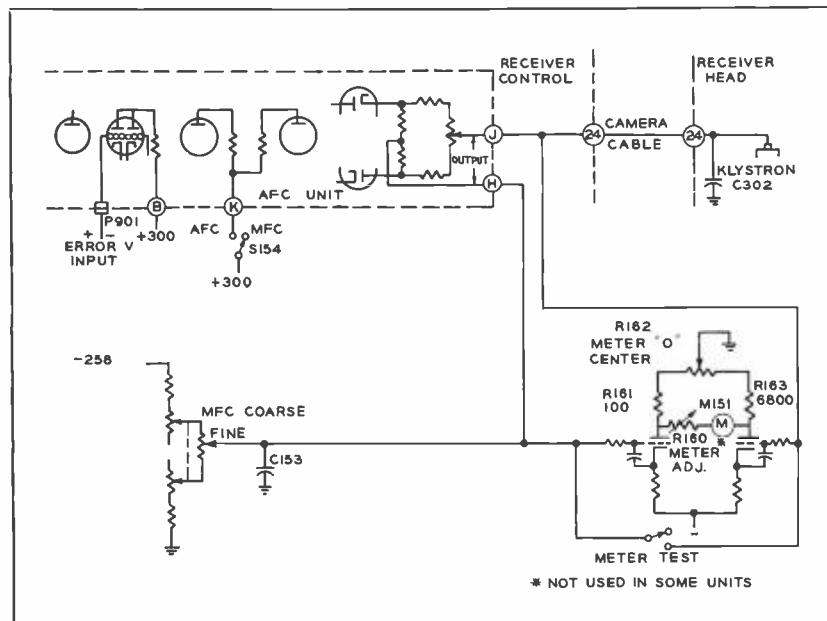 RECEIVER CONTROL
RECEIVER HEAD
J
24
CAMERA CABLE
24
OUTPUT
KLYSTRON
C302
H
AFC UNIT
P901
B
K
+ -
ERROR V INPUT
+300
AFC
MFC
S154
+300
-258
MFC COARSE
FINE
C153
R162
METER "O" CENTER
R161
100
M151
M
*
R163
6800
R160
METER ADJ.
-
METER TEST
* NOT USED IN SOME UNITS